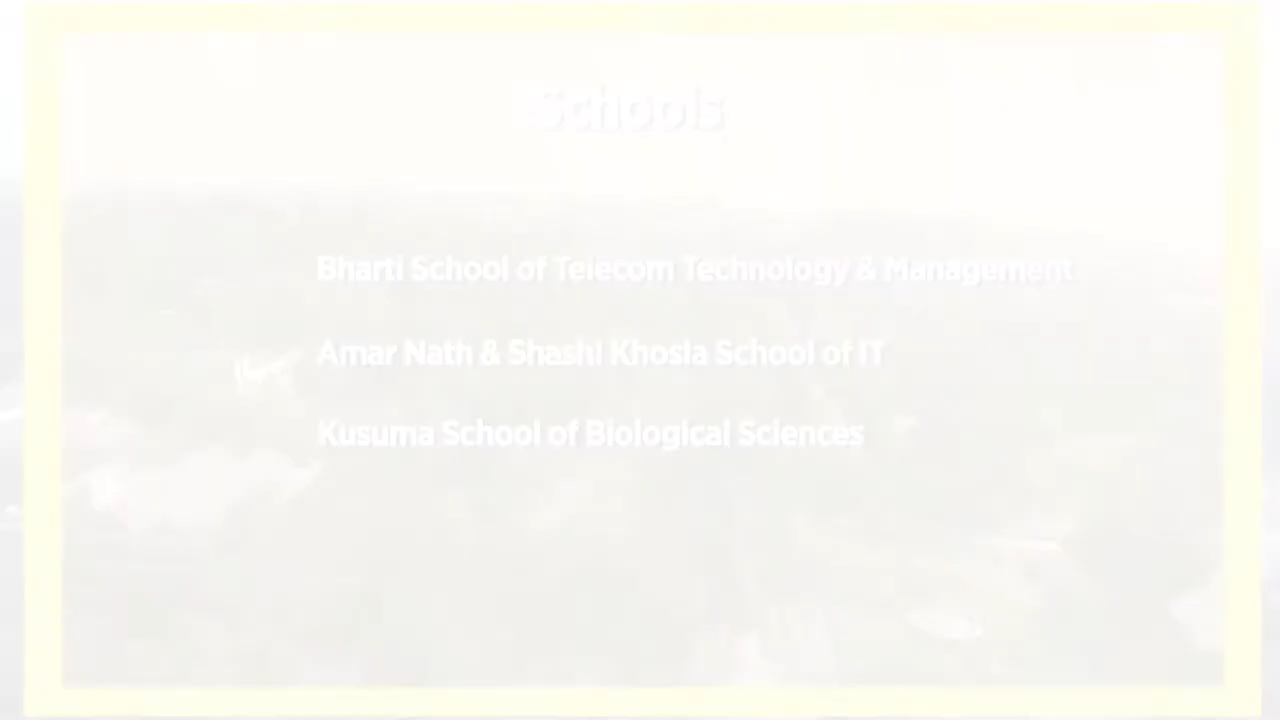 Schools
Bharti School of Telecom Technology & Management
Amar Nath & Shashi Khosla School of IT
Kusuma School of Biological Sciences